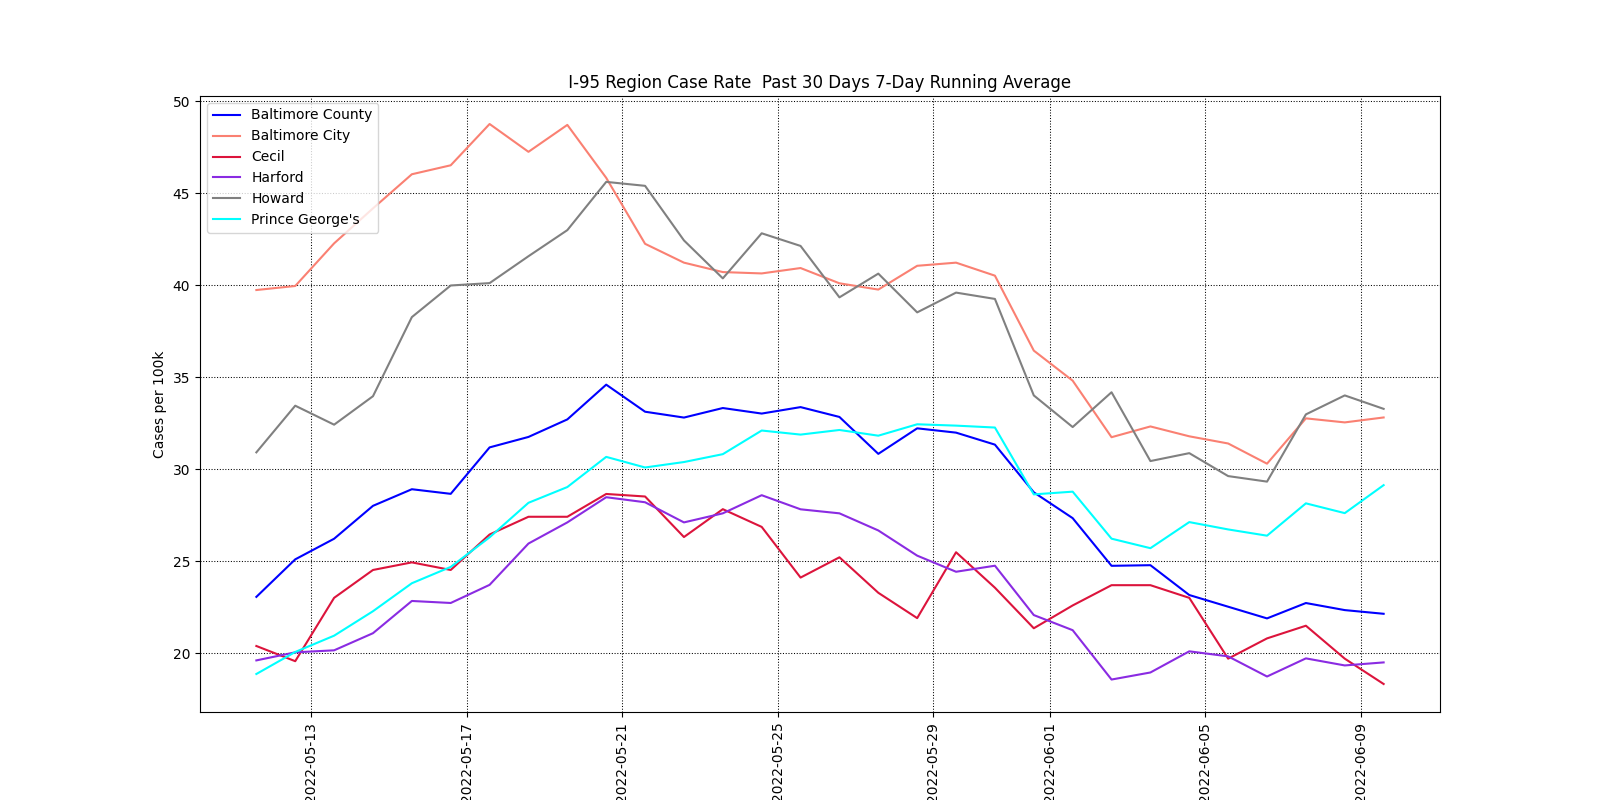 I-95 Region Case Rate  Past 30 Days 7-Day Running Average
50
45
40
35
30
25
20
Cases per 100k
Baltimore County
Baltimore City
Cecil
Harford
Howard
Prince George's
2022-05-13
2022-05-17
2022-05-21
2022-05-25
2022-05-29
2022-06-01
2022-06-05
2022-06-09